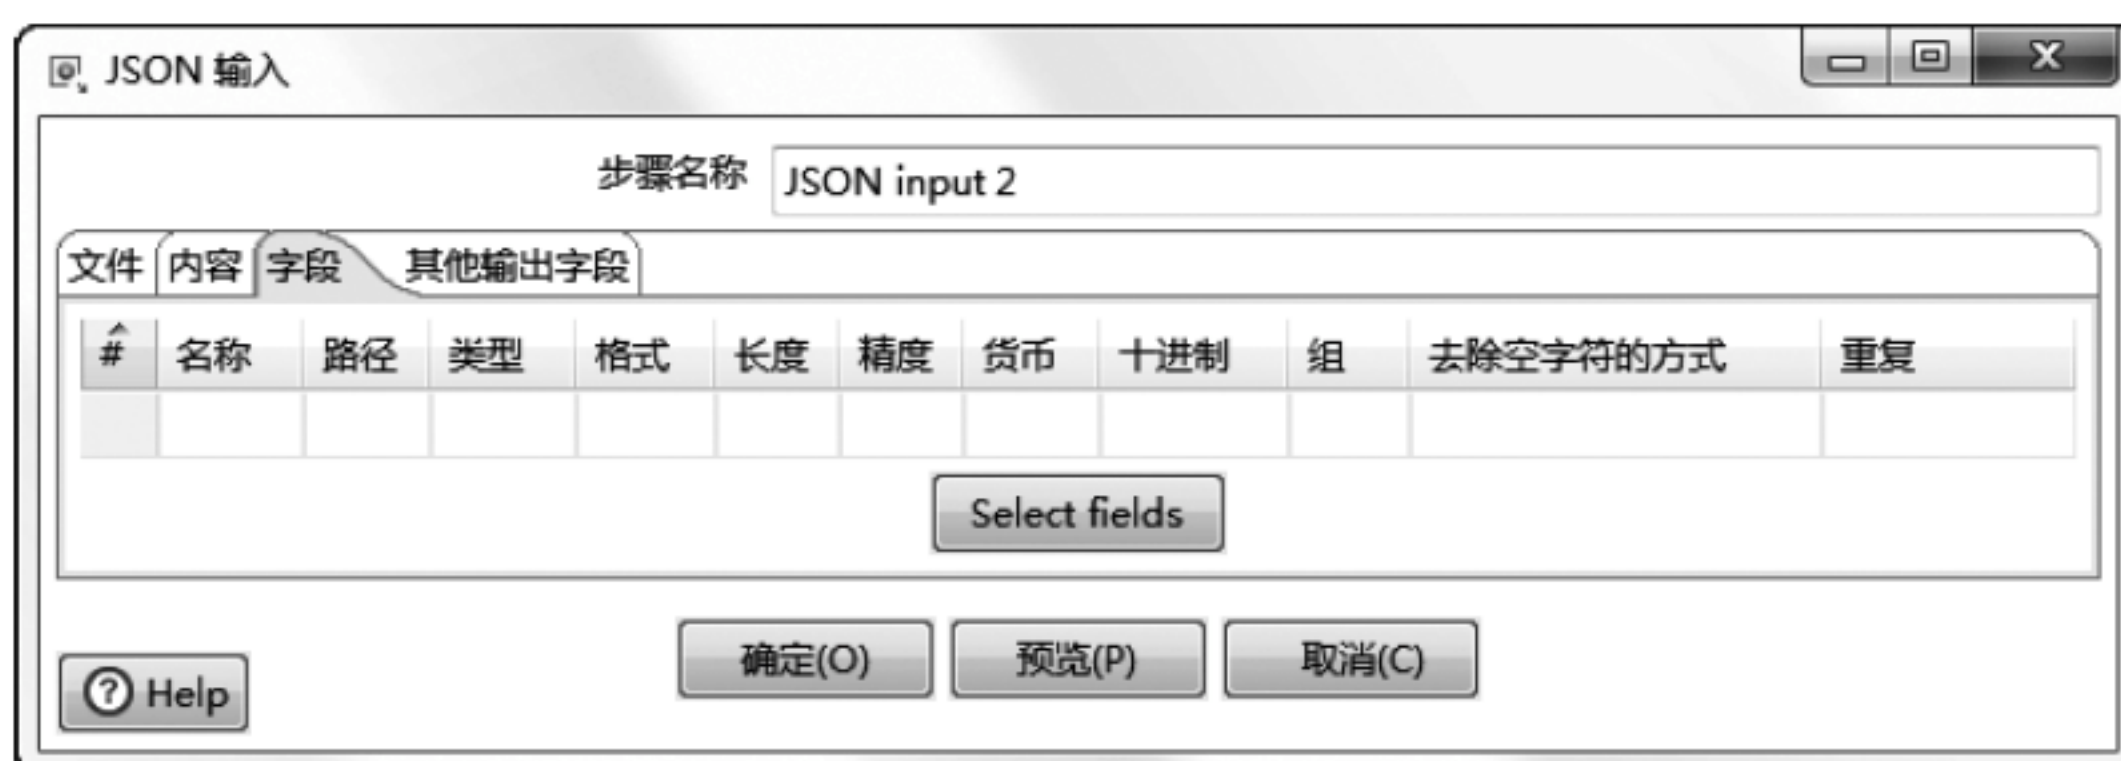 JSON 输入
步骤名称 JSON input 2
文件 内容 字段 其他输出字段
# 名称 路径 类型 格式 长度 精度 货币 十进制 组 去除空字符的方式 重复
Select fields
确定(O) 预览(P) 取消(C)
Help